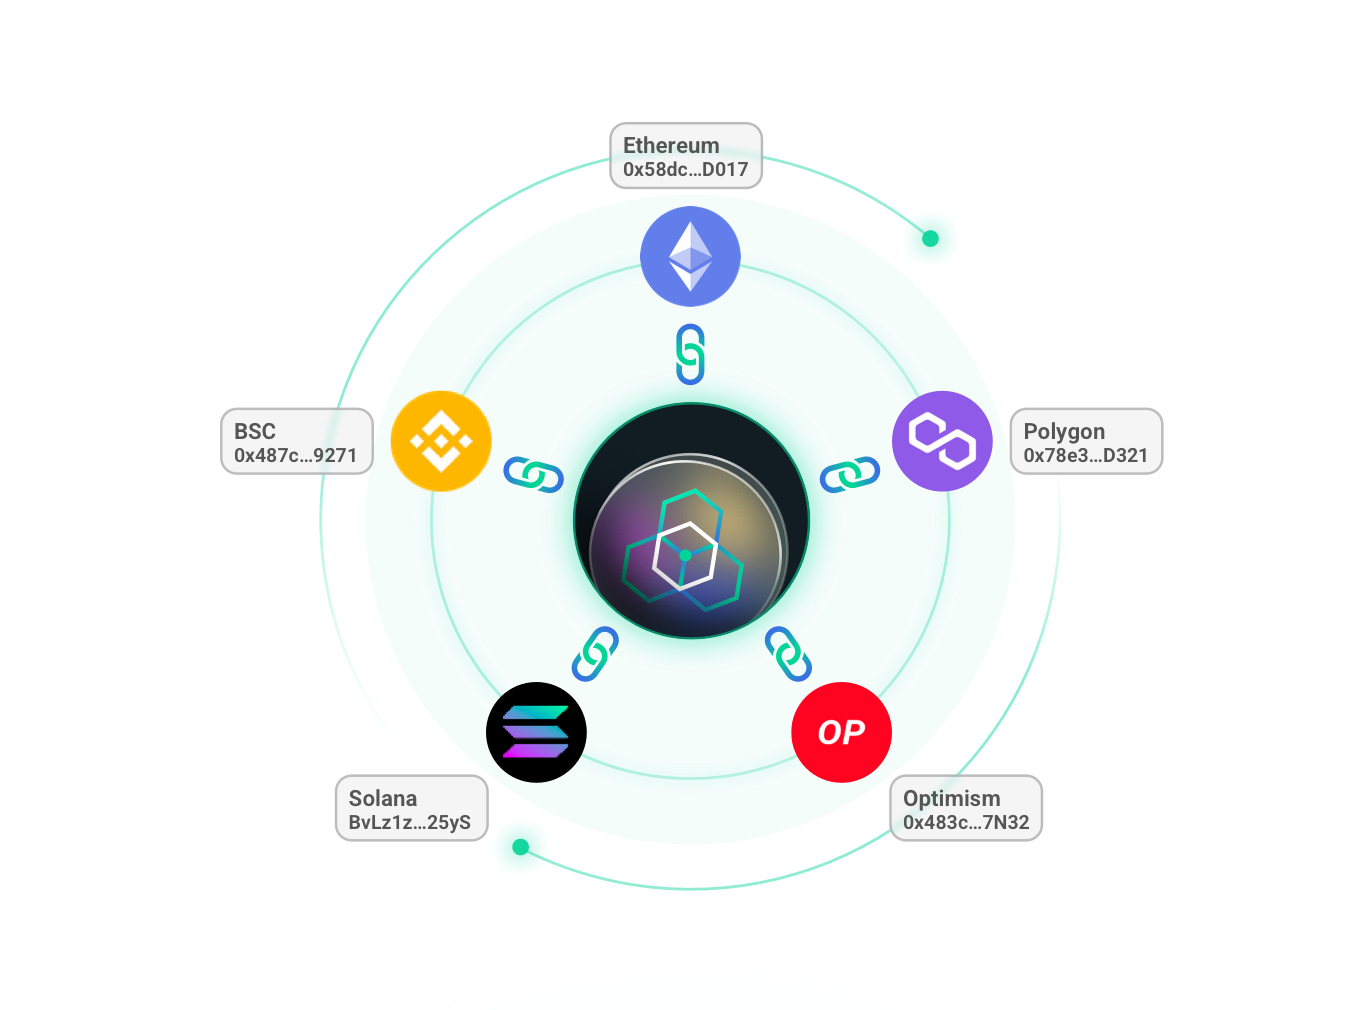 Ethereum
0x58dc...D017
BSC
0x487c...9271
Polygon
0x78e3...D321
OP
Solana
BvLz1z...25yS
Optimism
0x483c...7N32